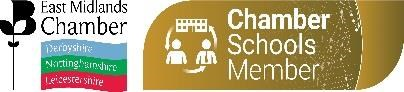 East Midlands
Chamber
Derbyshire
Nottinghamshire
Leicestershire
Chamber
Schools
Member